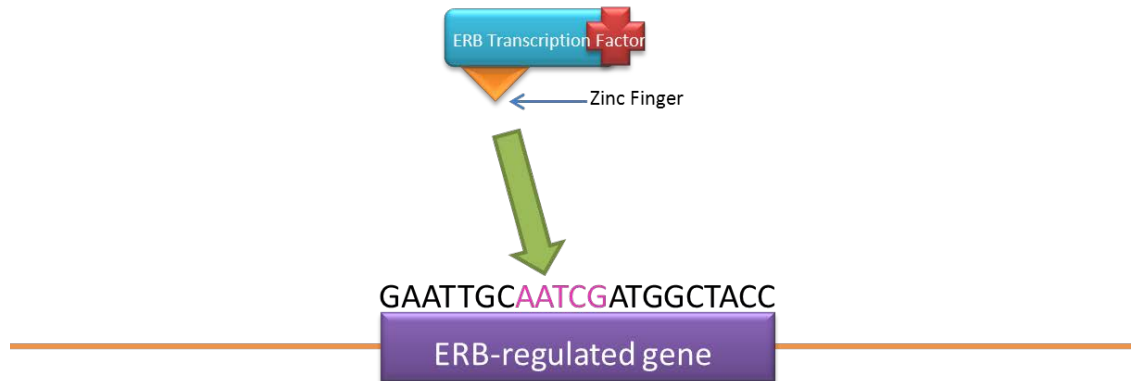 ERB Transcription Factor
Zinc Finger
GAATTGCAATCGATGGCTACC
ERB-regulated gene